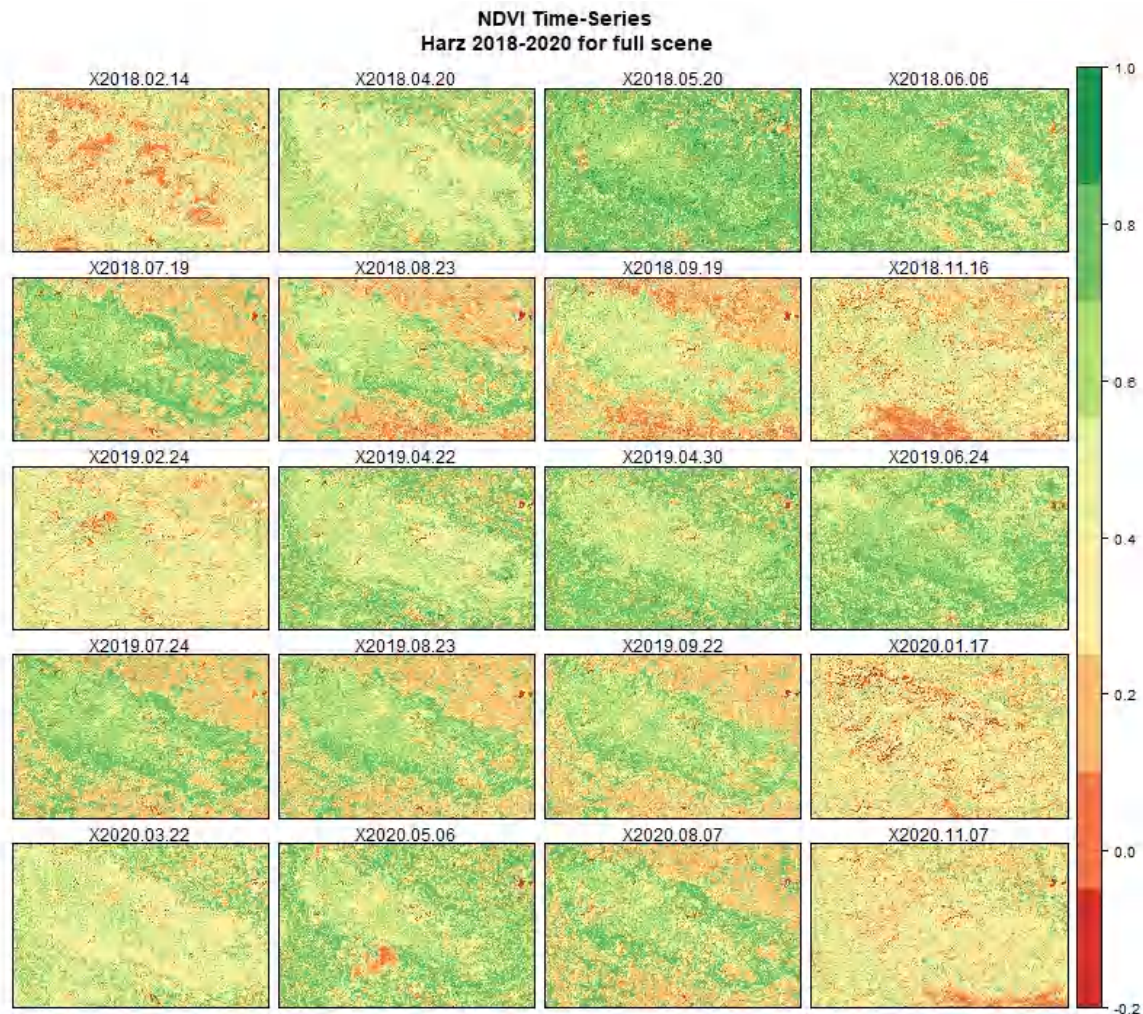 NDVI Time-Series
Harz 2018-2020 for full scene
X2018.02.14 X2018.04.20 X2018.05.20 X2018.06.06
X2018.07.19 X2018.08.23 X2018.09.19 X2018.11.16
X2019.02.24 X2019.04.22 X2019.04.30 X2019.06.24
X2019.07.24 X2019.08.23 X2019.09.22 X2020.01.17
X2020.03.22 X2020.05.06 X2020.08.07 X2020.11.07
1.0
0.8
0.6
0.4
0.2
0.0
-0.2